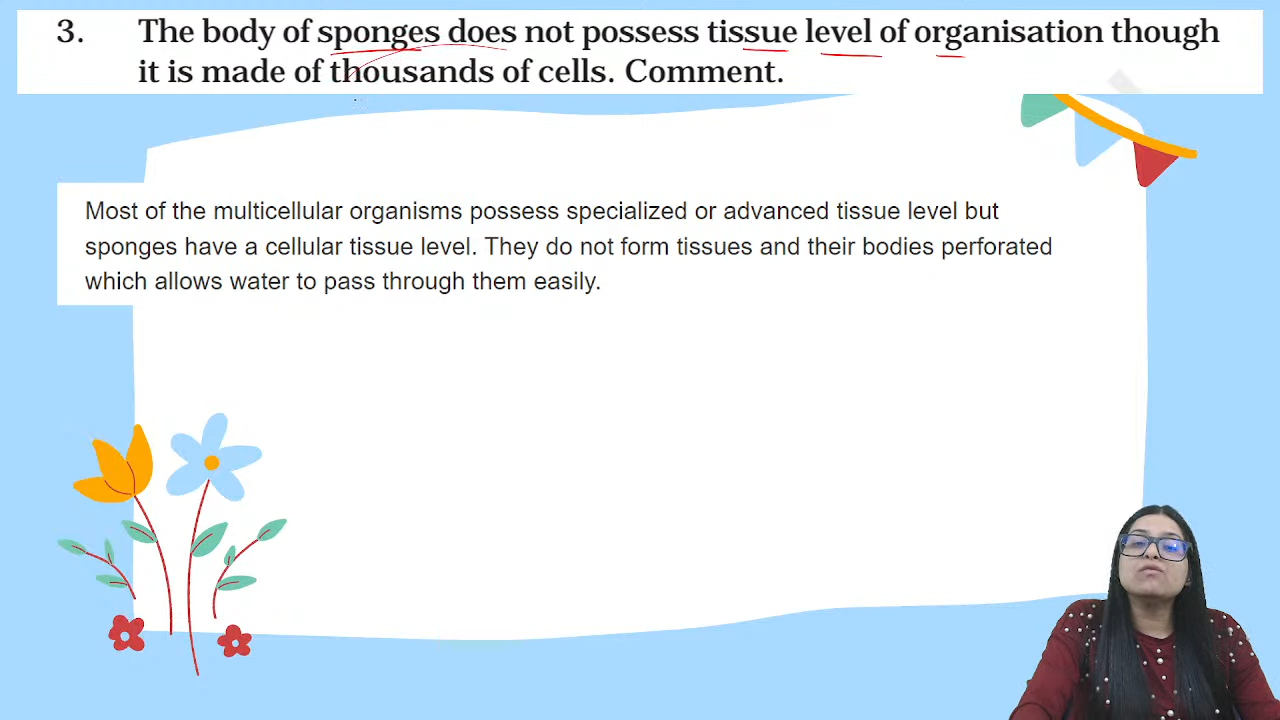 3. The body of sponges does not possess tissue level of organisation though
it is made of thousands of cells. Comment.
Most of the multicellular organisms possess specialized or advanced tissue level but
sponges have a cellular tissue level. They do not form tissues and their bodies perforated
which allows water to pass through them easily.